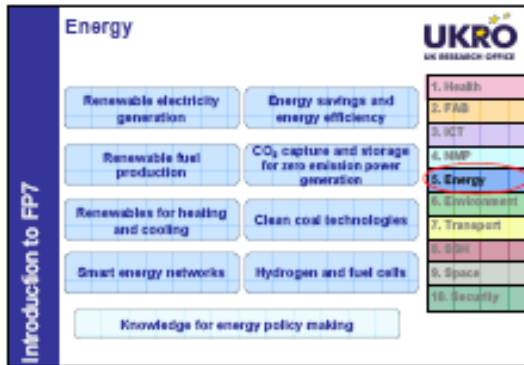 Energy
UKRO
UK RESEARCH OFFICE
Renewable electricity
generation
Energy savings and
energy efficiency
Renewable fuel
production
CO₂ capture and storage
for zero emission power
generation
Renewables for heating
and cooling
Clean coal technologies
Smart energy networks
Hydrogen and fuel cells
Knowledge for energy policy making
1. Health
2. FAB
3. ICT
4. NMP
5. Energy
6. Environment
7. Transport
8. SSH
9. Space
10. Security
Introduction to FP7